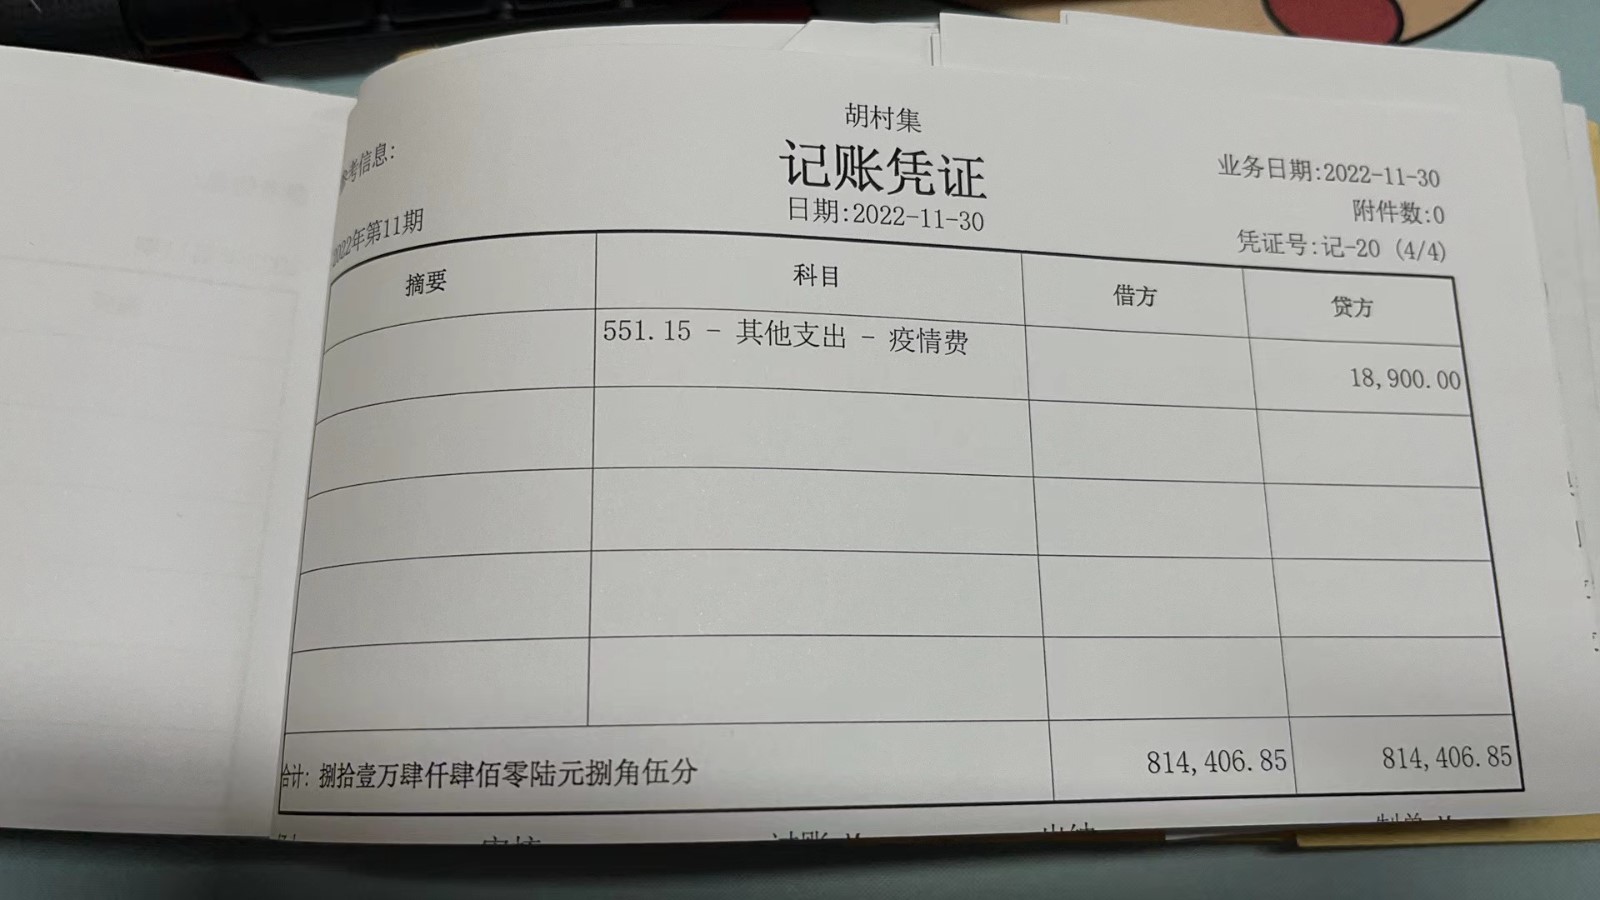 胡村集
记账凭证
参考信息:
业务日期:2022-11-30
日期:2022-11-30
附件数:0
2022年第11期
凭证号:记-20 (4/4)
摘要 科目 借方 贷方
551.15 - 其他支出 - 疫情费
18,900.00
合计: 捌拾壹万肆仟肆佰零陆元捌角伍分 814,406.85 814,406.85